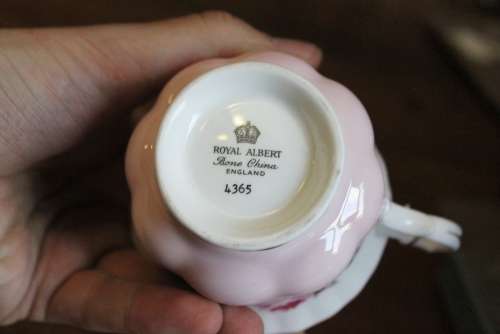 ROYAL ALBERT
Bone China
ENGLAND
4365